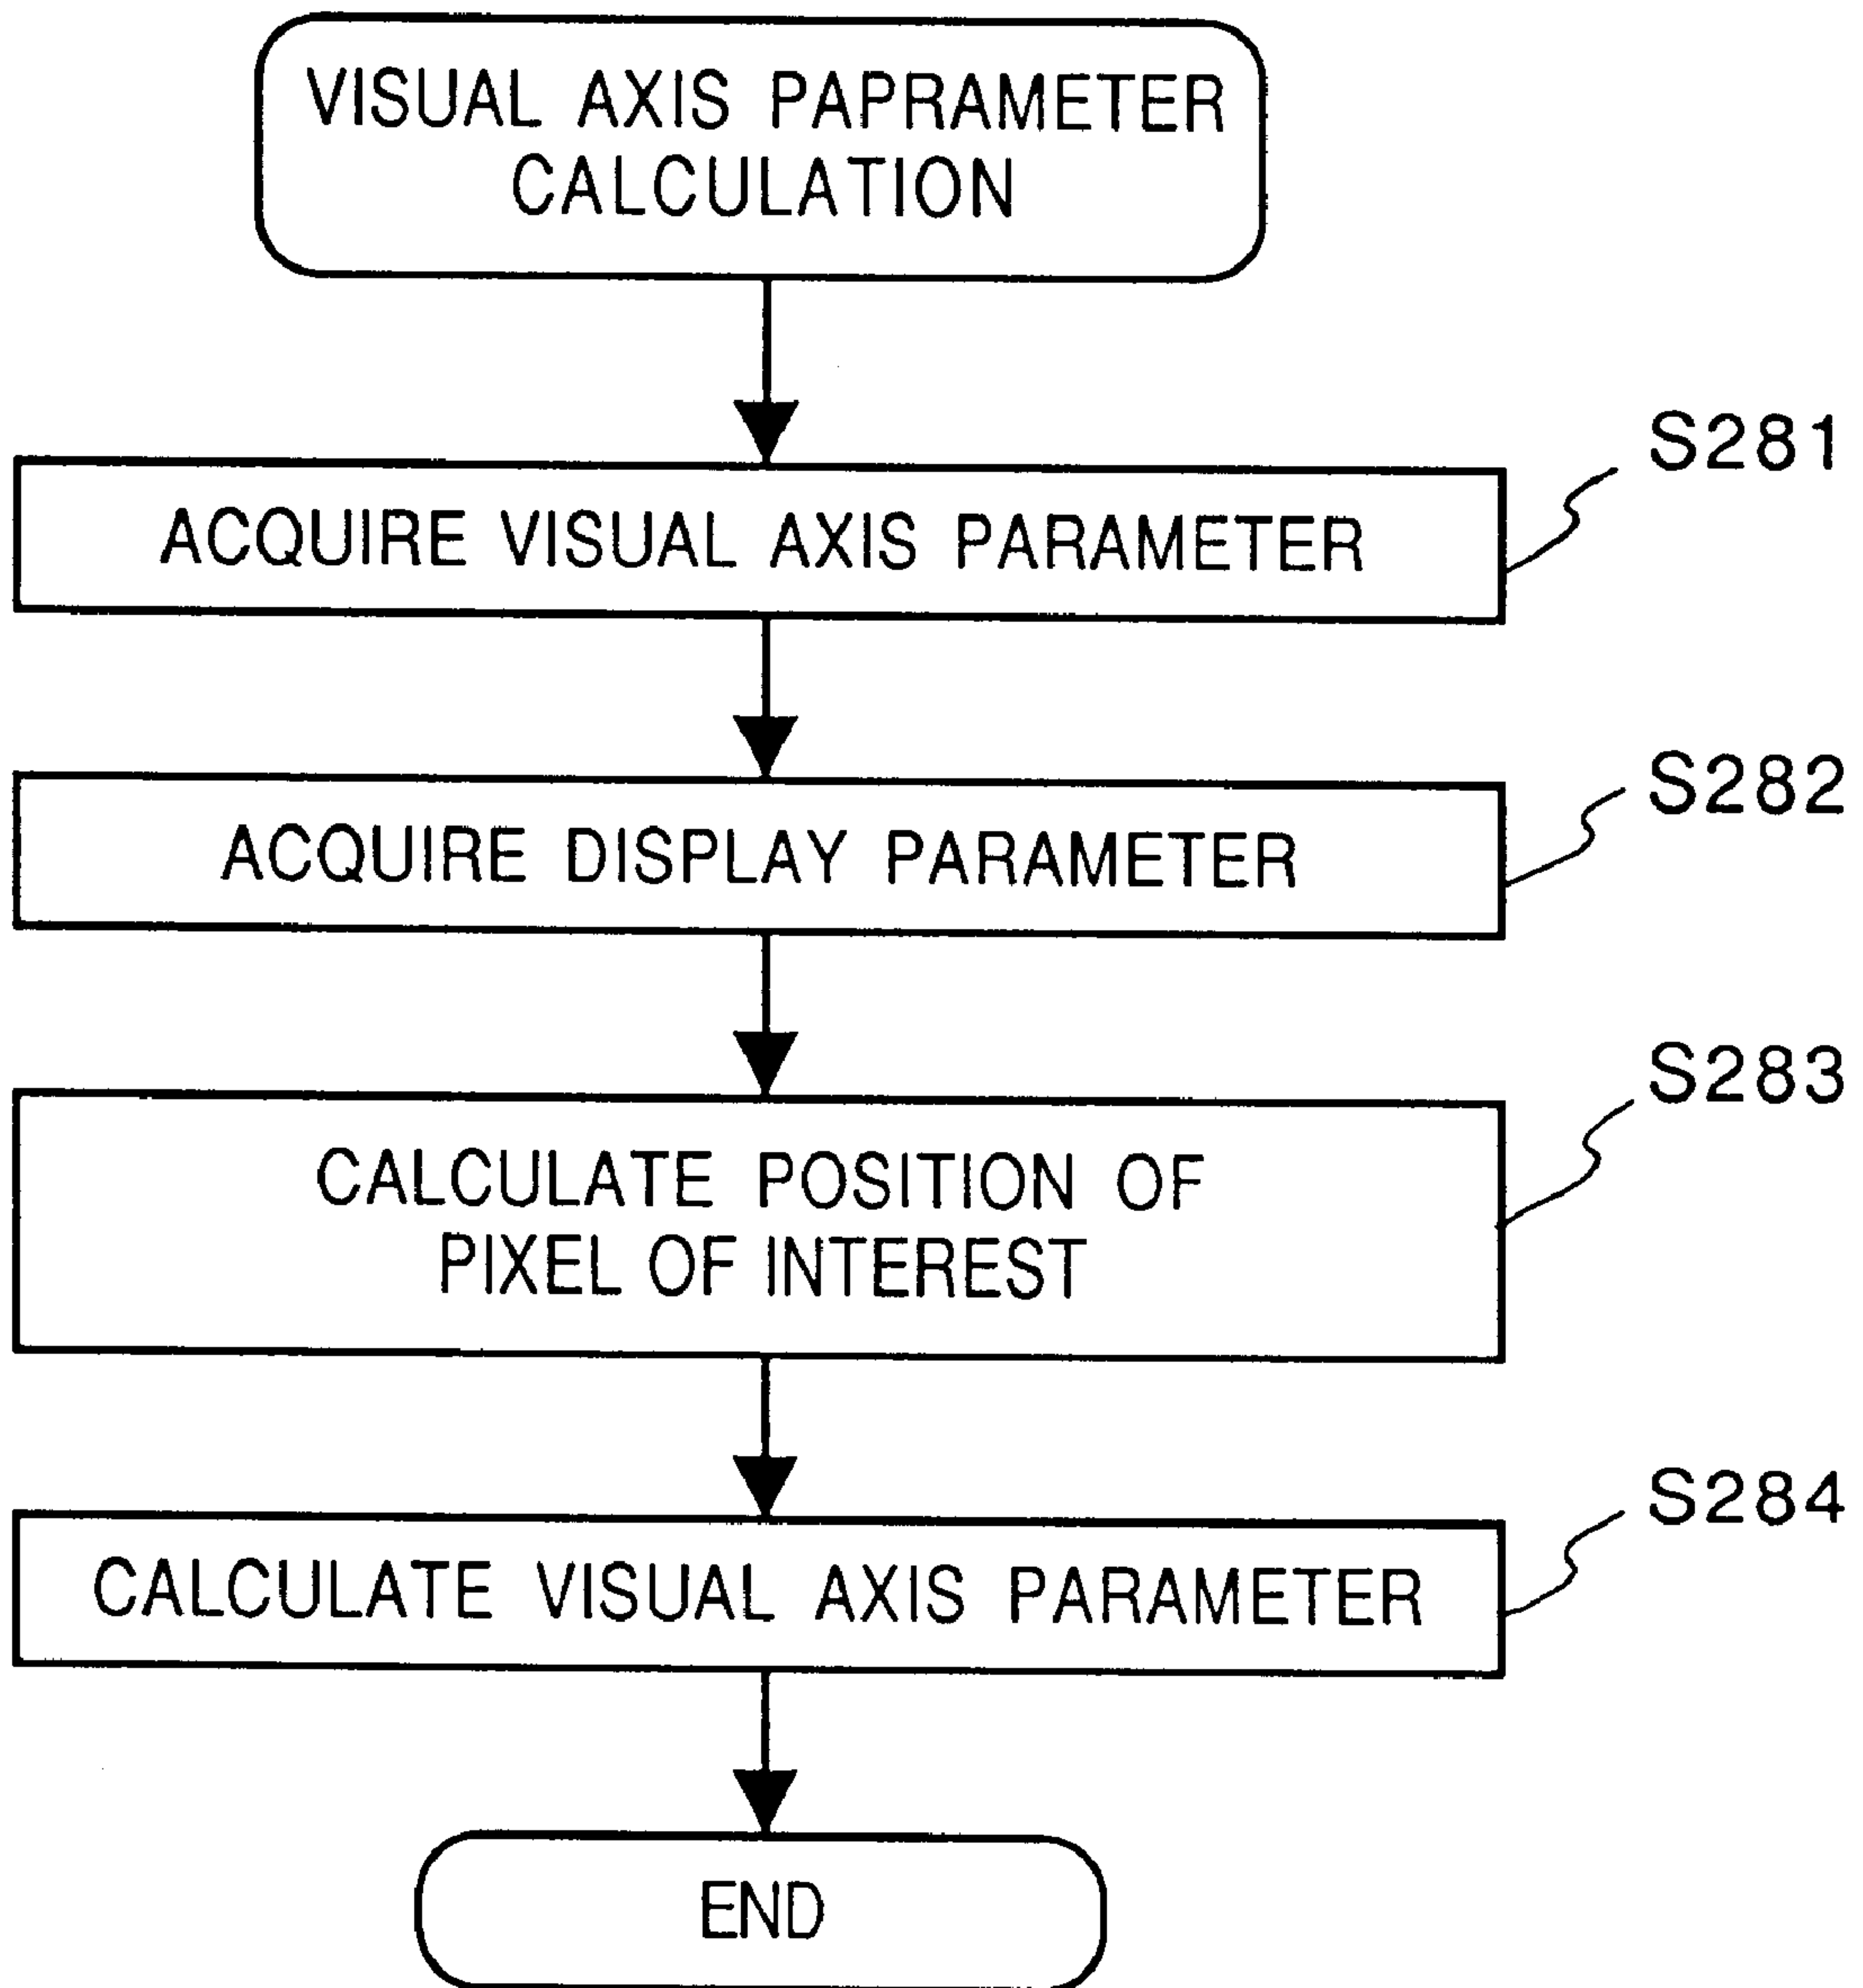 VISUAL AXIS PAPRAMETER
CALCULATION
S281
ACQUIRE VISUAL AXIS PARAMETER
S282
ACQUIRE DISPLAY PARAMETER
S283
CALCULATE POSITION OF
PIXEL OF INTEREST
S284
CALCULATE VISUAL AXIS PARAMETER
END